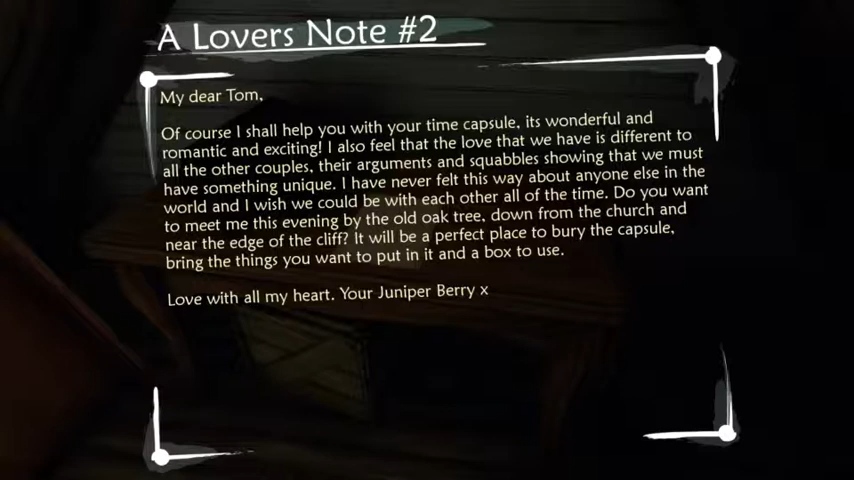 A Lovers Note #2
My dear Tom,
Of course I shall help you with your time capsule, its wonderful and
romantic and exciting! I also feel that the love that we have is different to
all the other couples, their arguments and squabbles showing that we must
have something unique. I have never felt this way about anyone else in the
world and I wish we could be with each other all of the time. Do you want
to meet me this evening by the old oak tree, down from the church and
near the edge of the cliff? It will be a perfect place to bury the capsule,
bring the things you want to put in it and a box to use.
Love with all my heart. Your Juniper Berry x